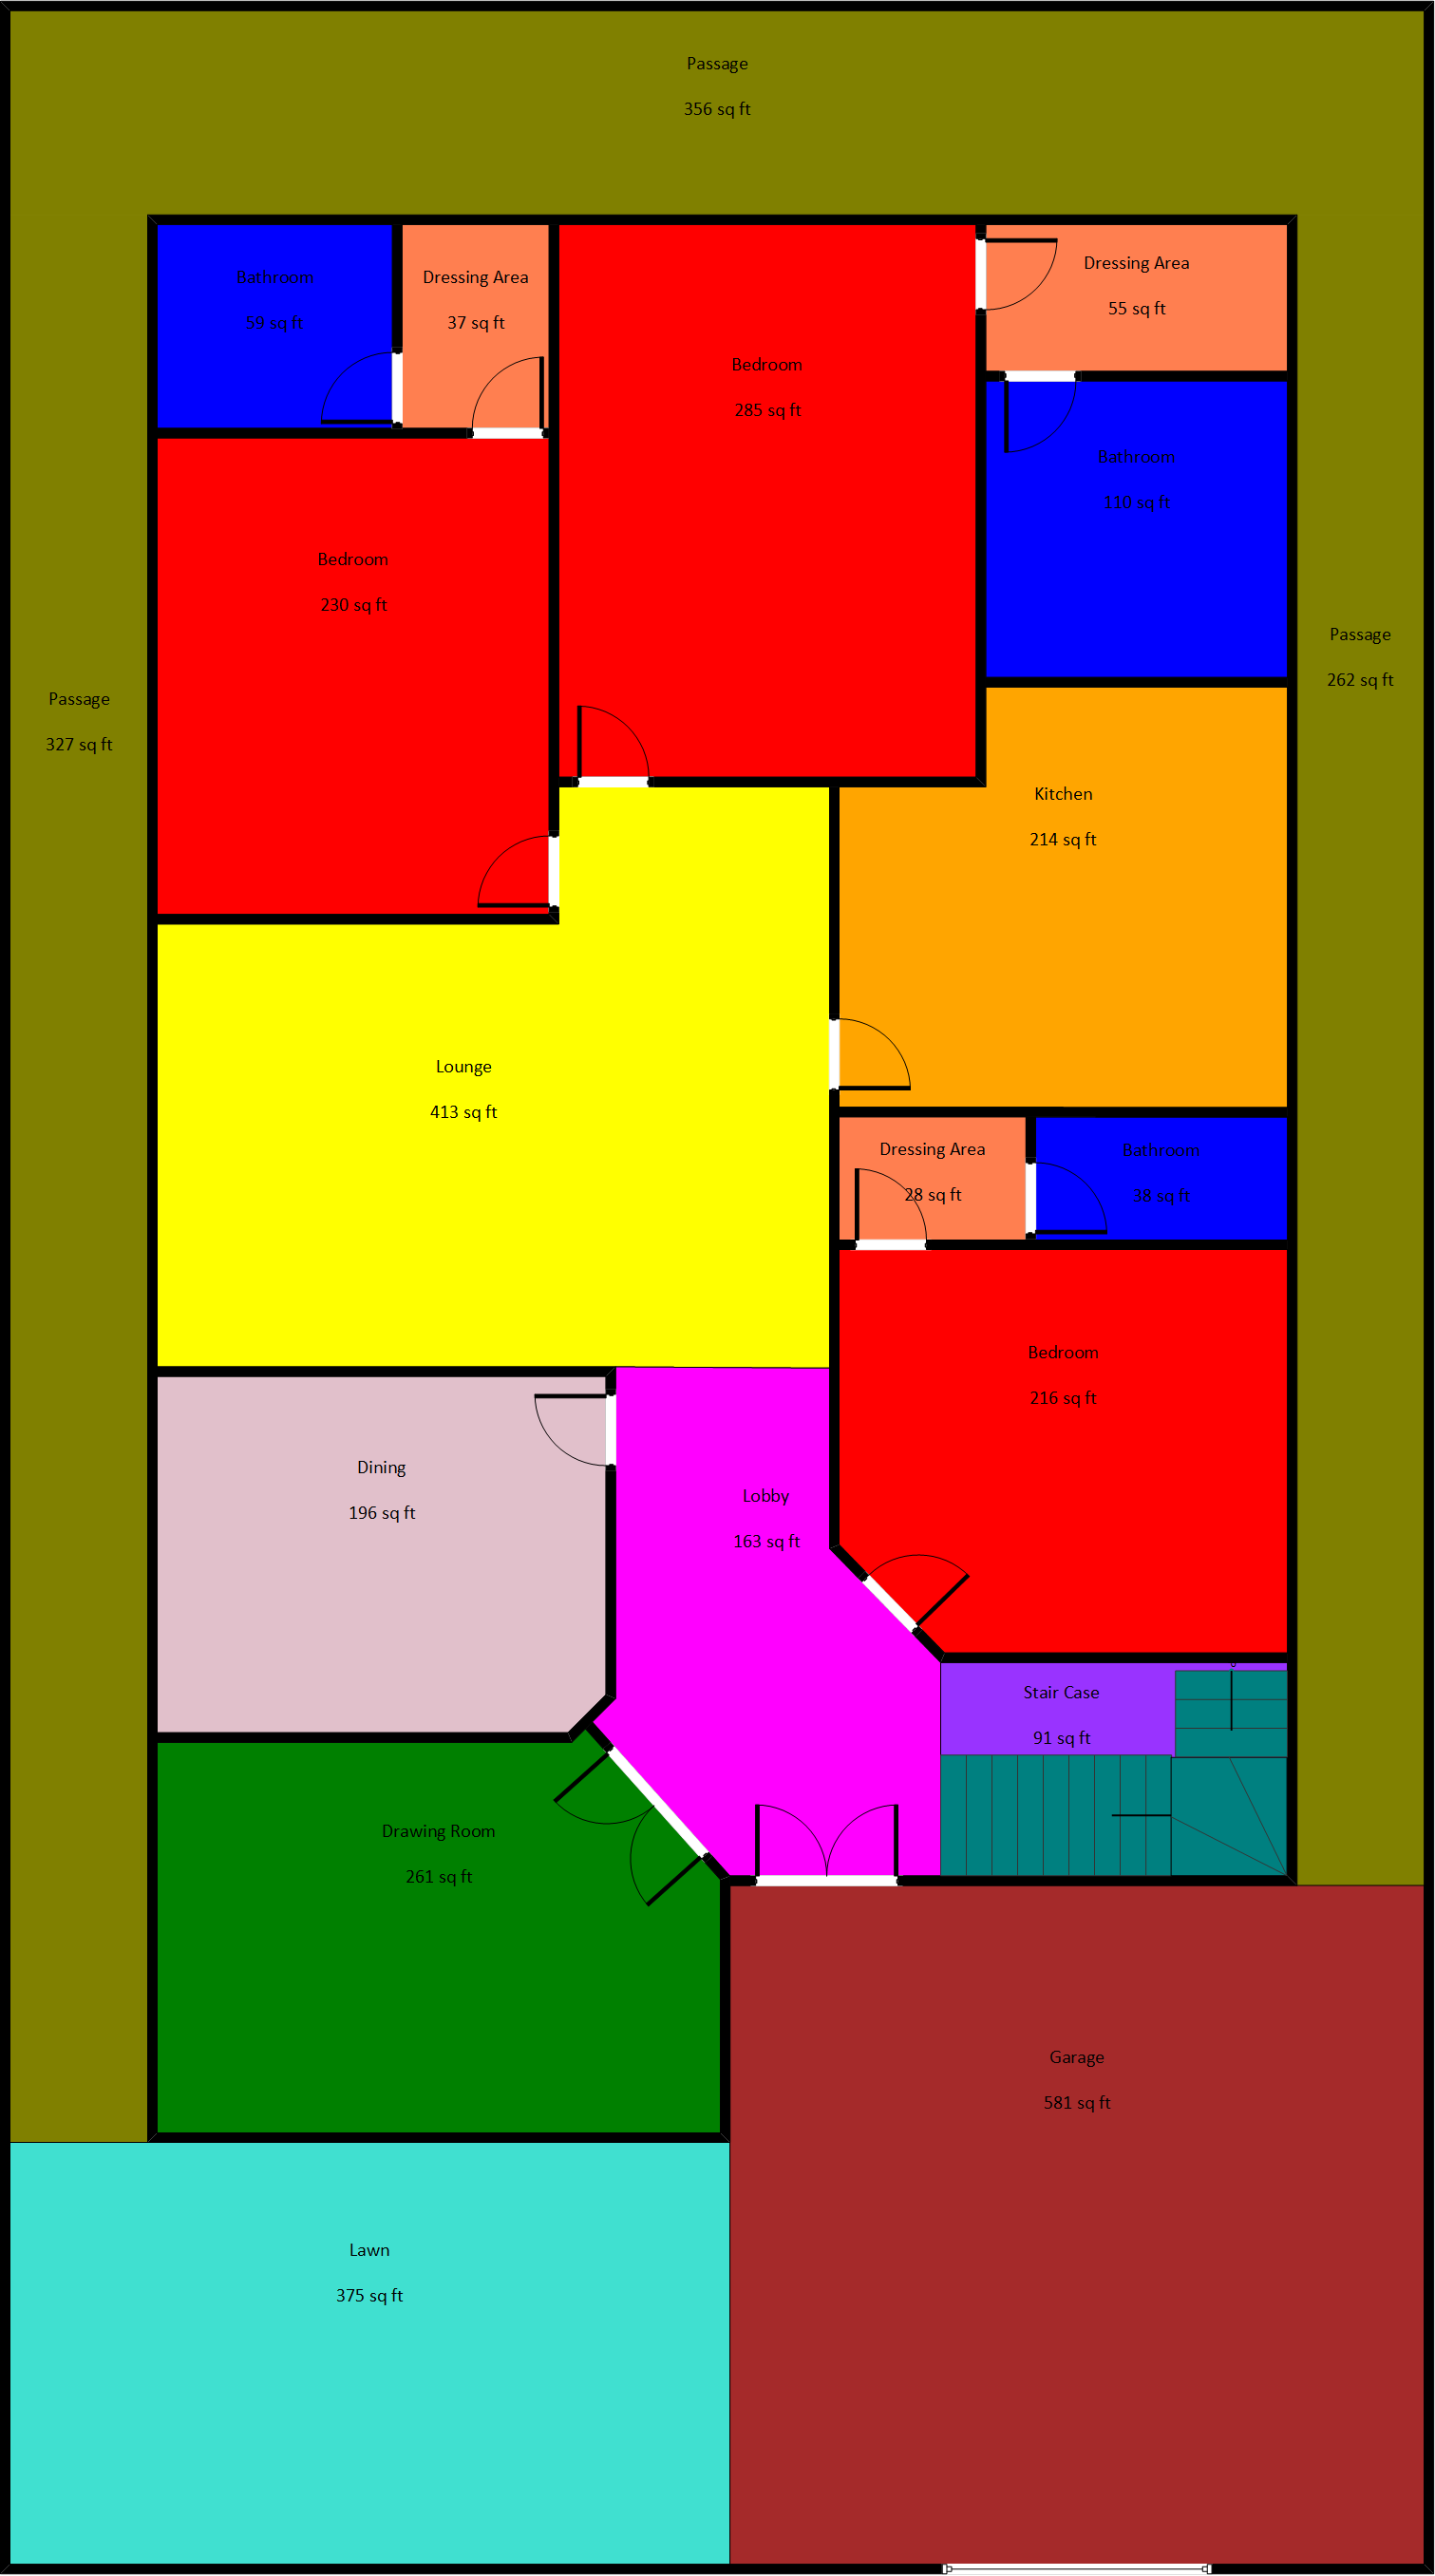 Passage
356 sq ft
Bathroom
59 sq ft
Dressing Area
37 sq ft
Bedroom
285 sq ft
Dressing Area
55 sq ft
Bathroom
110 sq ft
Bedroom
230 sq ft
Passage
327 sq ft
Passage
262 sq ft
Kitchen
214 sq ft
Lounge
413 sq ft
Dressing Area
28 sq ft
Bathroom
38 sq ft
Bedroom
216 sq ft
Dining
196 sq ft
Lobby
163 sq ft
Stair Case
91 sq ft
Drawing Room
261 sq ft
Garage
581 sq ft
Lawn
375 sq ft